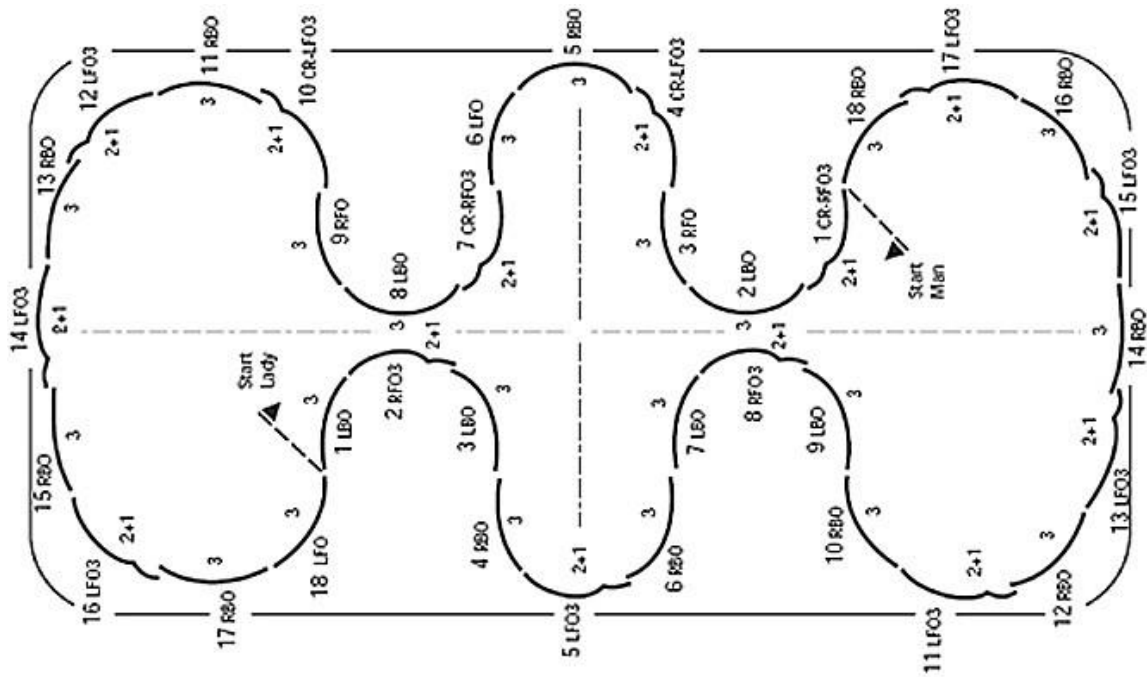 Start
Man
1 CR-RFO3
2+1
2 LBO
3
3 RFO
3
4 CR-LFO3
2+1
5 RBO
3
6 LFO
3
7 CR-RFO3
2+1
8 LBO
3
9 RFO
3
10 CR-LFO3
2+1
11 RBO
3
12 LFO3
2+1
13 RBO
3
14 LFO3
2+1
15 RBO
3
16 LFO3
2+1
17 RBO
3
18 LFO
3
Start
Lady
1 LBO
3
2 RFO3
2+1
3 LBO
3
4 RBO
3
5 LFO3
2+1
6 RBO
3
7 LBO
3
8 RFO3
2+1
9 LBO
3
10 RBO
3
11 LFO3
2+1
12 RBO
3
13 LFO3
2+1
14 RBO
3
15 LFO3
2+1
16 RBO
3
17 LFO3
2+1
18 RBO
3